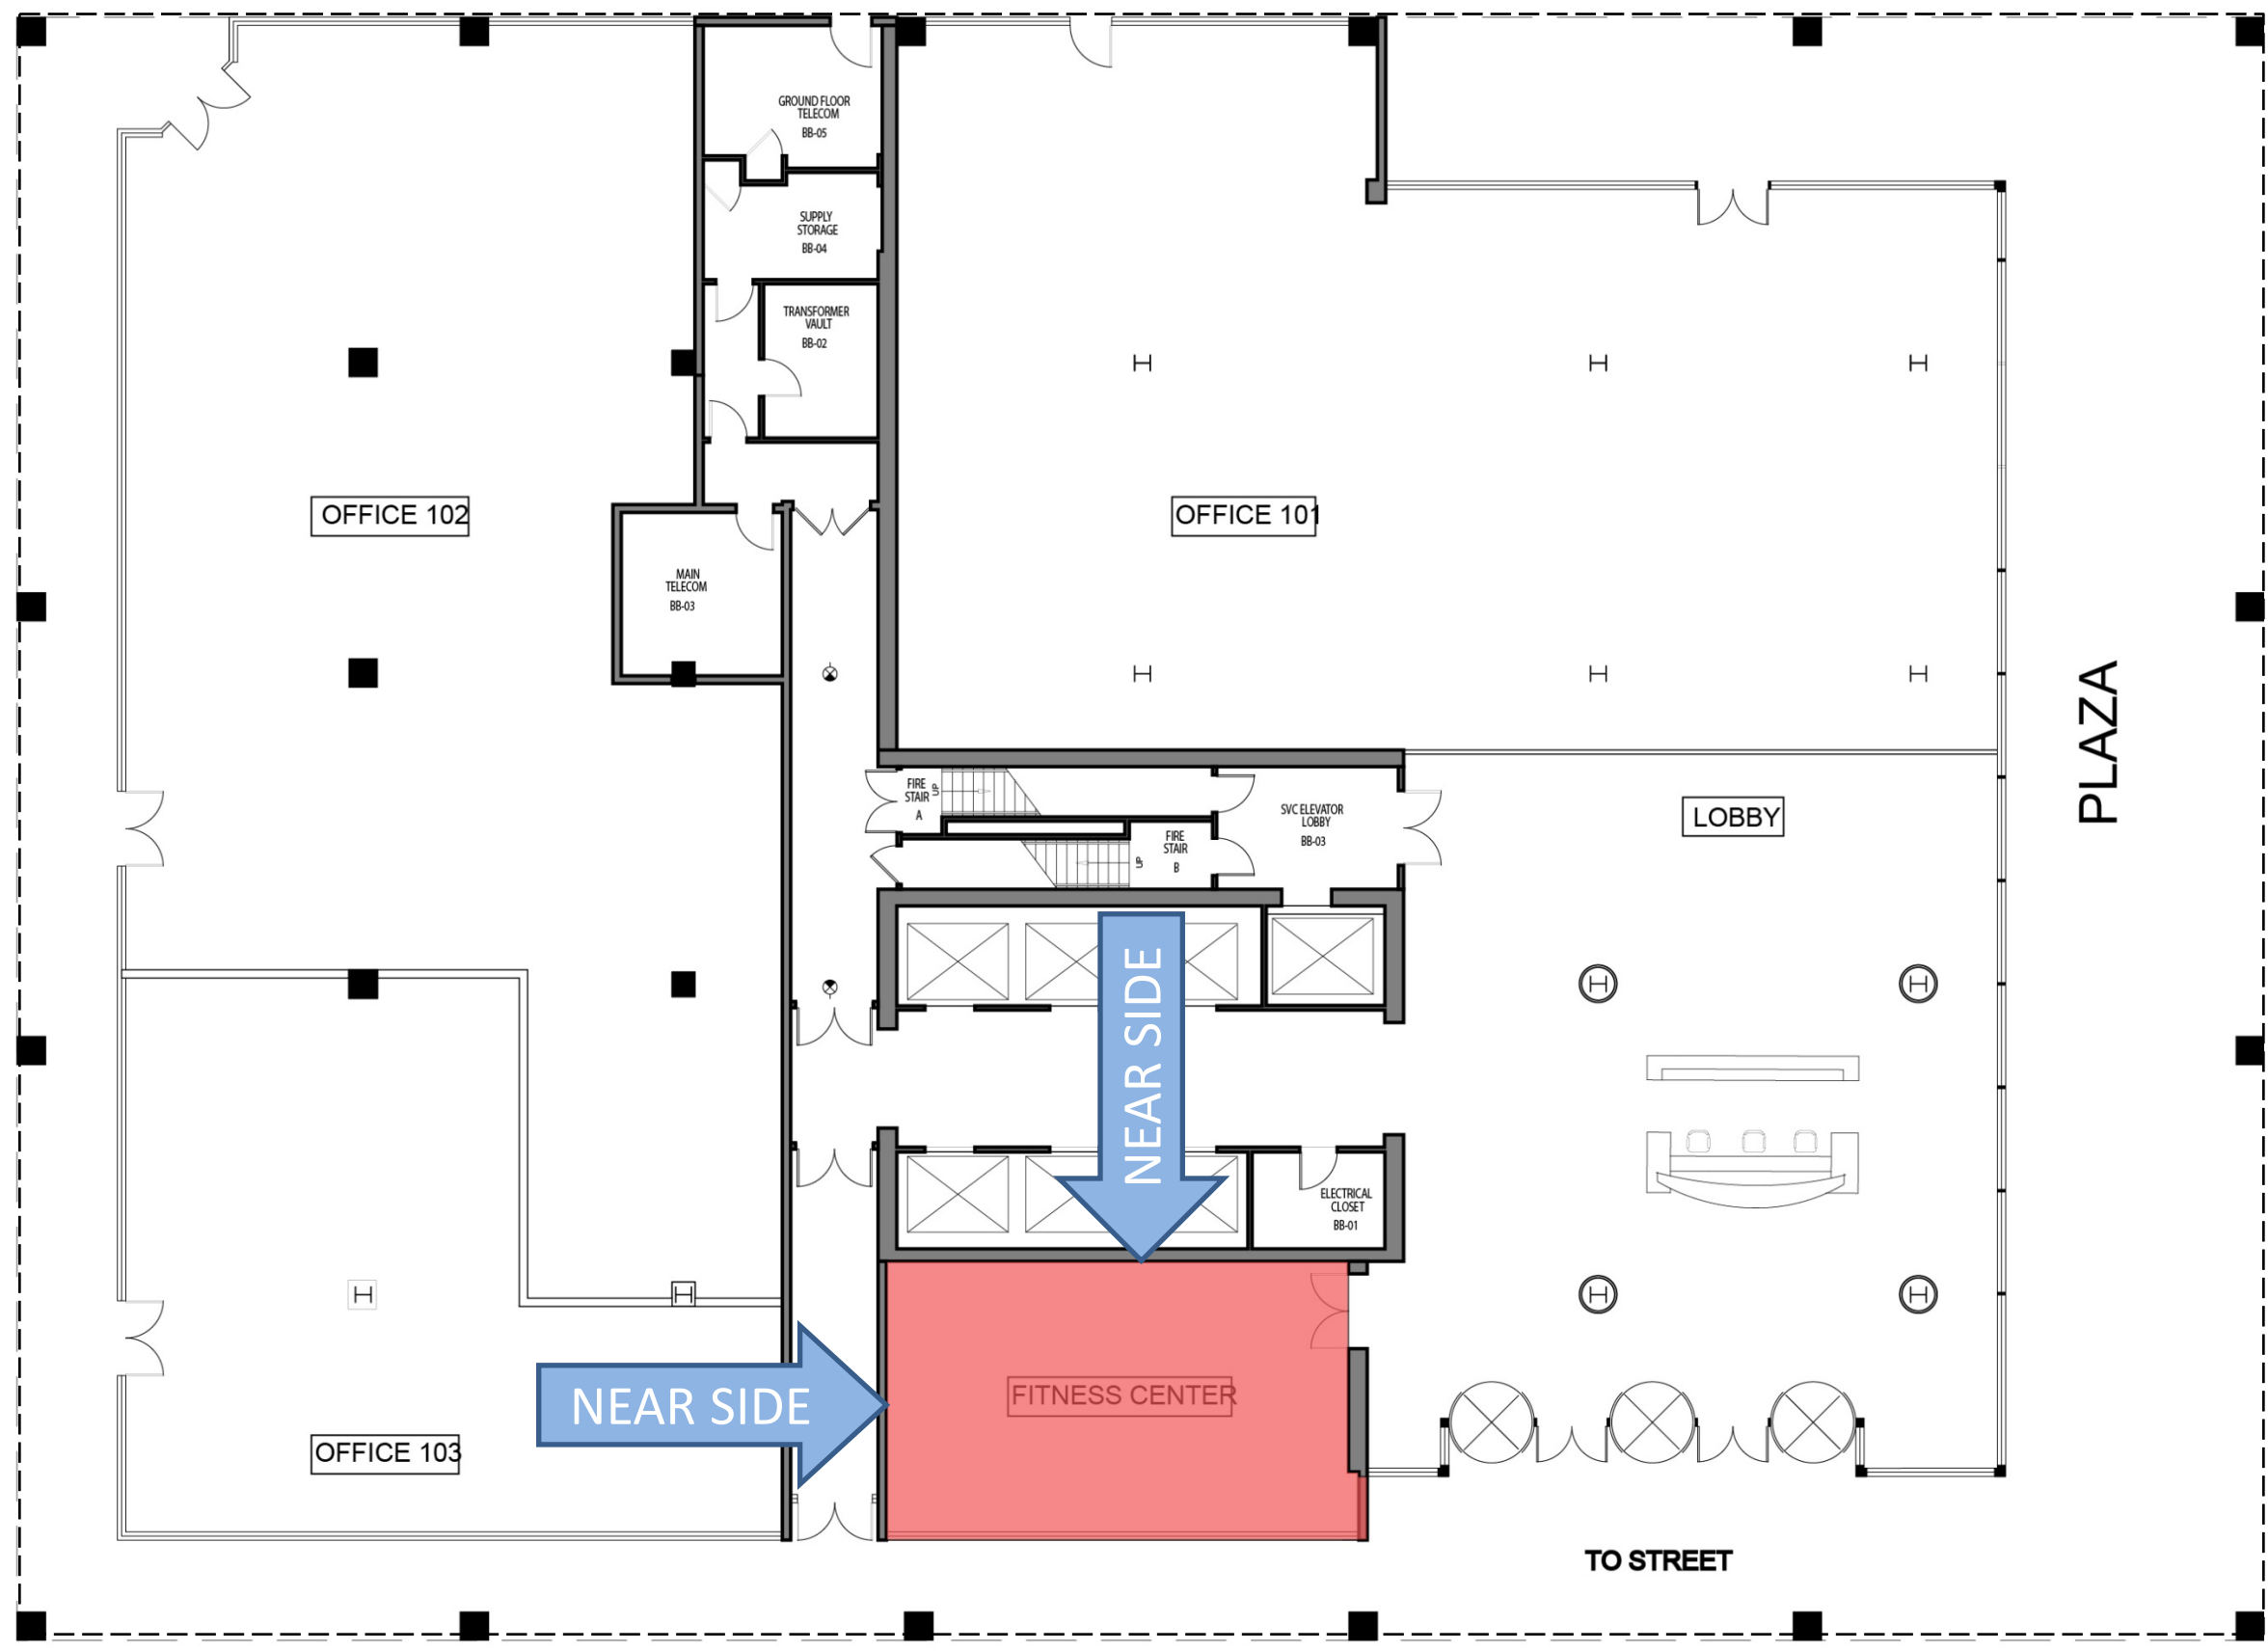 GROUND FLOOR
TELECOM
BB-05
SUPPLY
STORAGE
BB-04
TRANSFORMER
VAULT
BB-02
OFFICE 102
OFFICE 101
MAIN
TELECOM
BB-03
PLAZA
FIRE
STAIR
A
UP
SVC ELEVATOR
LOBBY
BB-03
LOBBY
FIRE
STAIR
B
UP
NEAR SIDE
ELECTRICAL
CLOSET
BB-01
FITNESS CENTER
NEAR SIDE
OFFICE 103
TO STREET